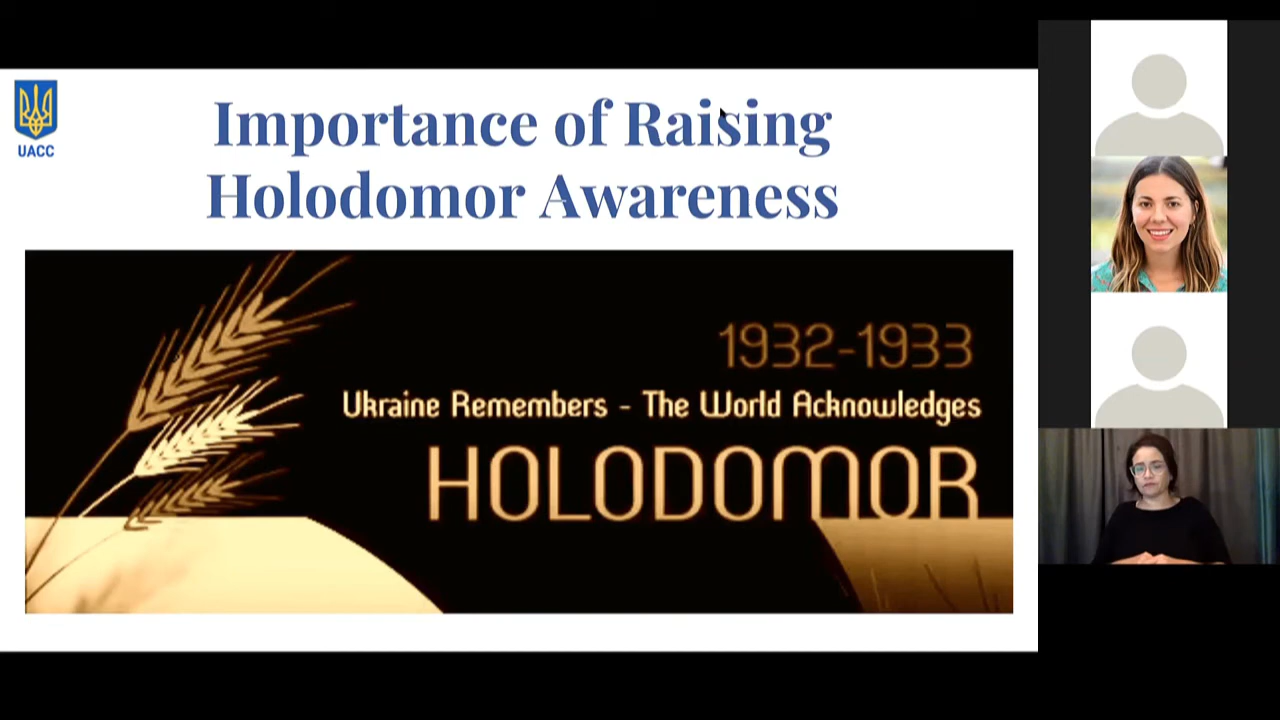 UACC
Importance of Raising
Holodomor Awareness
1932-1933
Ukraine Remembers - The World Acknowledges
HOLODOMOR